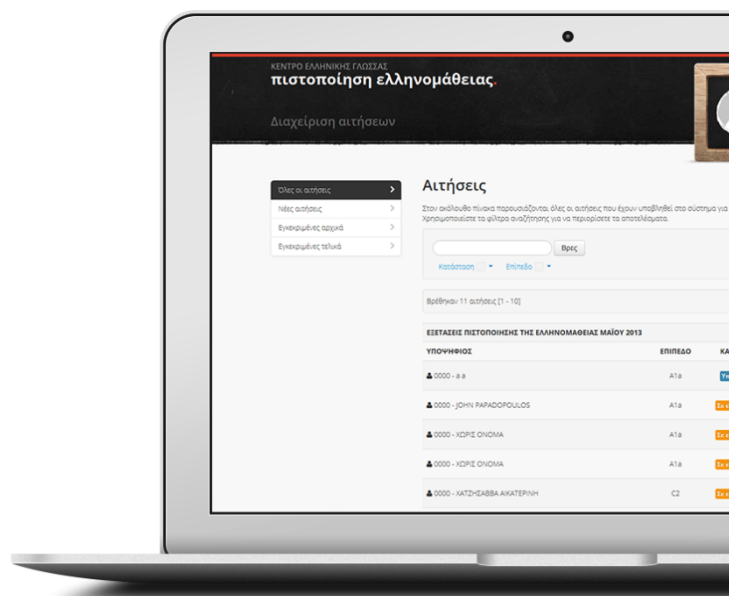 ΚΕΝΤΡΟ ΕΛΛΗΝΙΚΗΣ ΓΛΩΣΣΑΣ
πιστοποίηση ελληνομάθειας.
Διαχείριση αιτήσεων
Όλες οι αιτήσεις
Νέες αιτήσεις
Εγκεκριμένες αρχικά
Εγκεκριμένες τελικά
Αιτήσεις
Στον ακόλουθο πίνακα παρουσιάζονται όλες οι αιτήσεις που έχουν υποβληθεί στο σύστημα για
Χρησιμοποιείστε τα φίλτρα αναζήτησης για να περιορίσετε τα αποτελέσματα.
Βρες
Κατάσταση Επίπεδο
Βρέθηκαν 11 αιτήσεις [1 - 10]
ΕΞΕΤΑΣΕΙΣ ΠΙΣΤΟΠΟΙΗΣΗΣ ΤΗΣ ΕΛΛΗΝΟΜΑΘΕΙΑΣ ΜΑΪΟΥ 2013
ΥΠΟΨΗΦΙΟΣ ΕΠΙΠΕΔΟ ΚΑ
0000 - a a A1a
0000 - JOHN PAPADOPOULOS A1a
0000 - ΧΩΡΙΣ ΟΝΟΜΑ A1a
0000 - ΧΩΡΙΣ ΟΝΟΜΑ A1a
0000 - ΧΑΤΖΗΣΑΒΒΑ ΑΙΚΑΤΕΡΙΝΗ C2